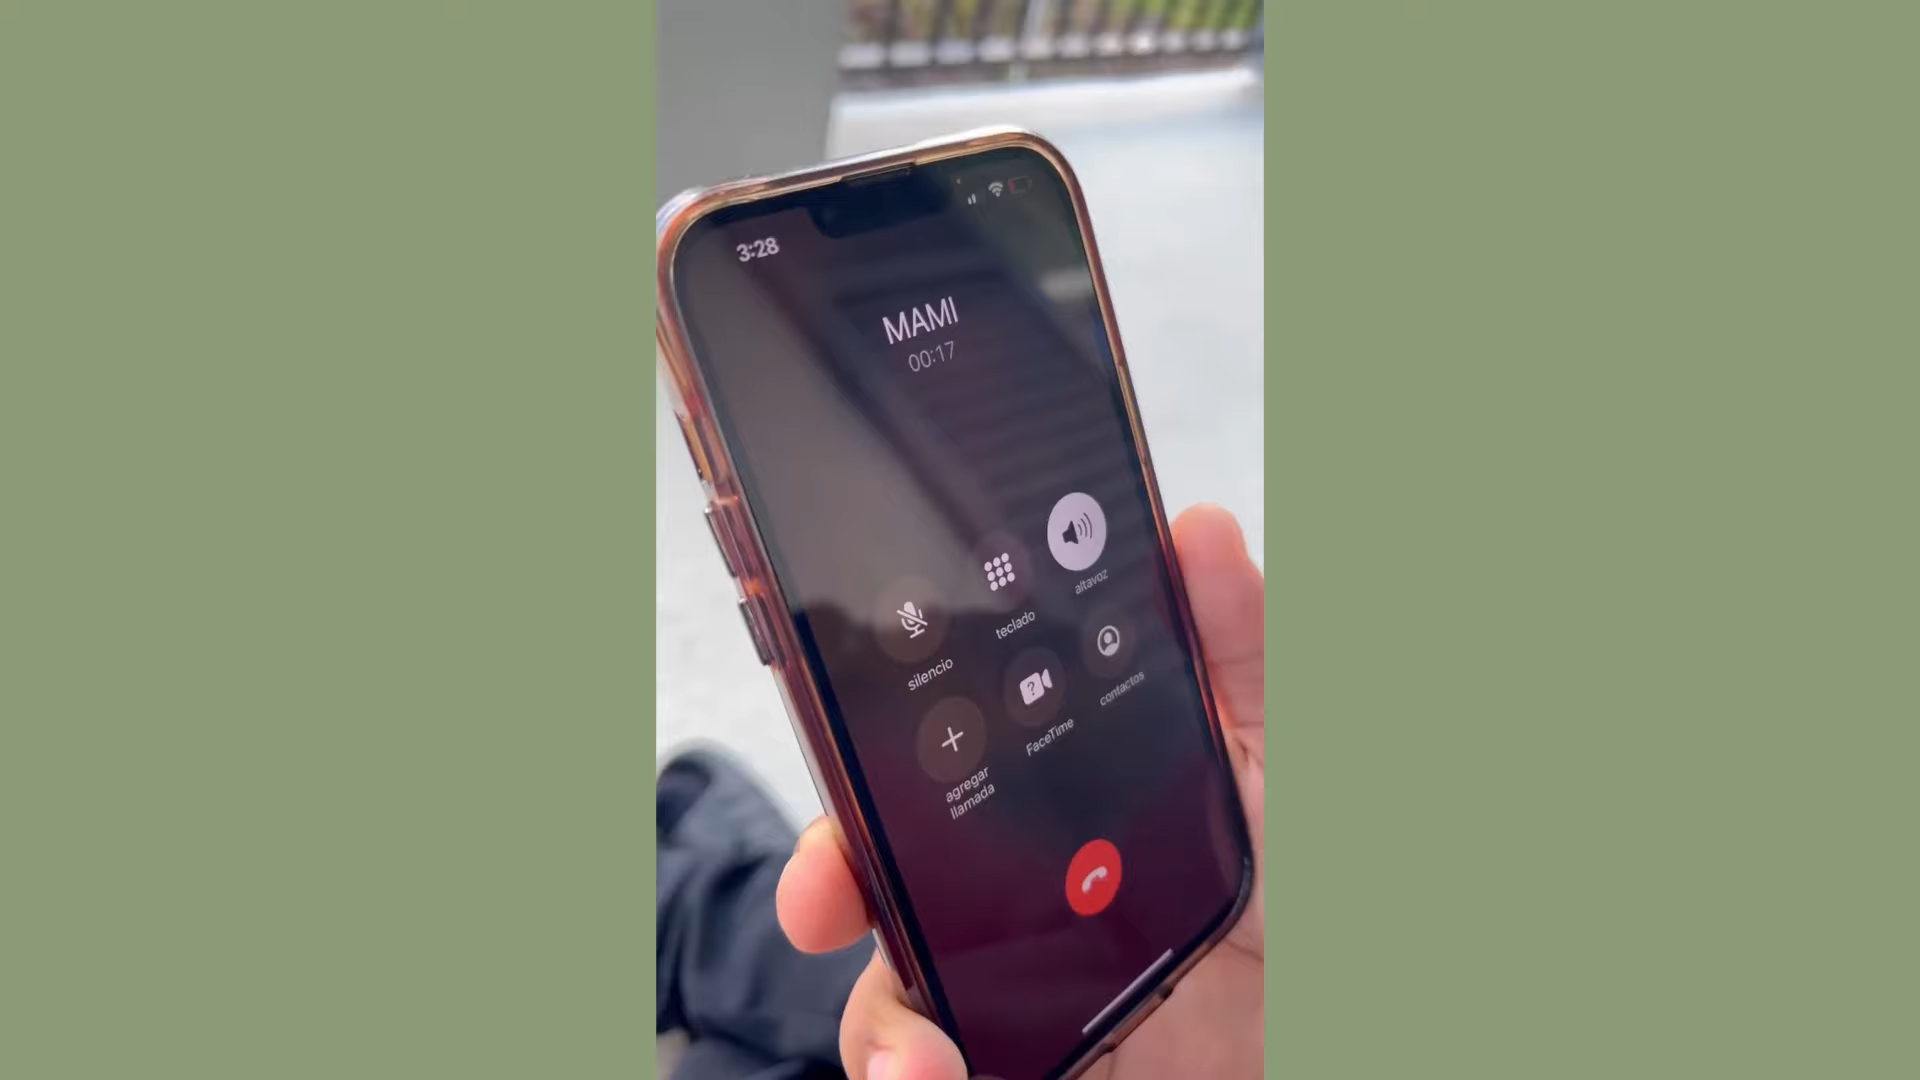 3:28
MAMI
00:17
silencio
teclado
altavoz
agregar
llamada
FaceTime
contactos